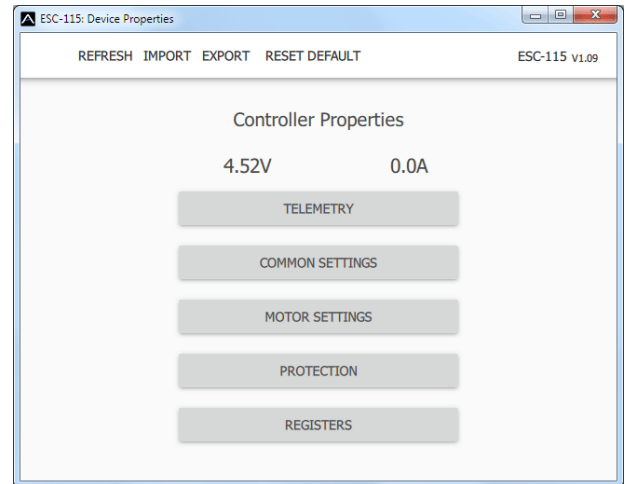 ESC-115: Device Properties
REFRESH IMPORT EXPORT RESET DEFAULT ESC-115 V1.09
Controller Properties
4.52V 0.0A
TELEMETRY
COMMON SETTINGS
MOTOR SETTINGS
PROTECTION
REGISTERS